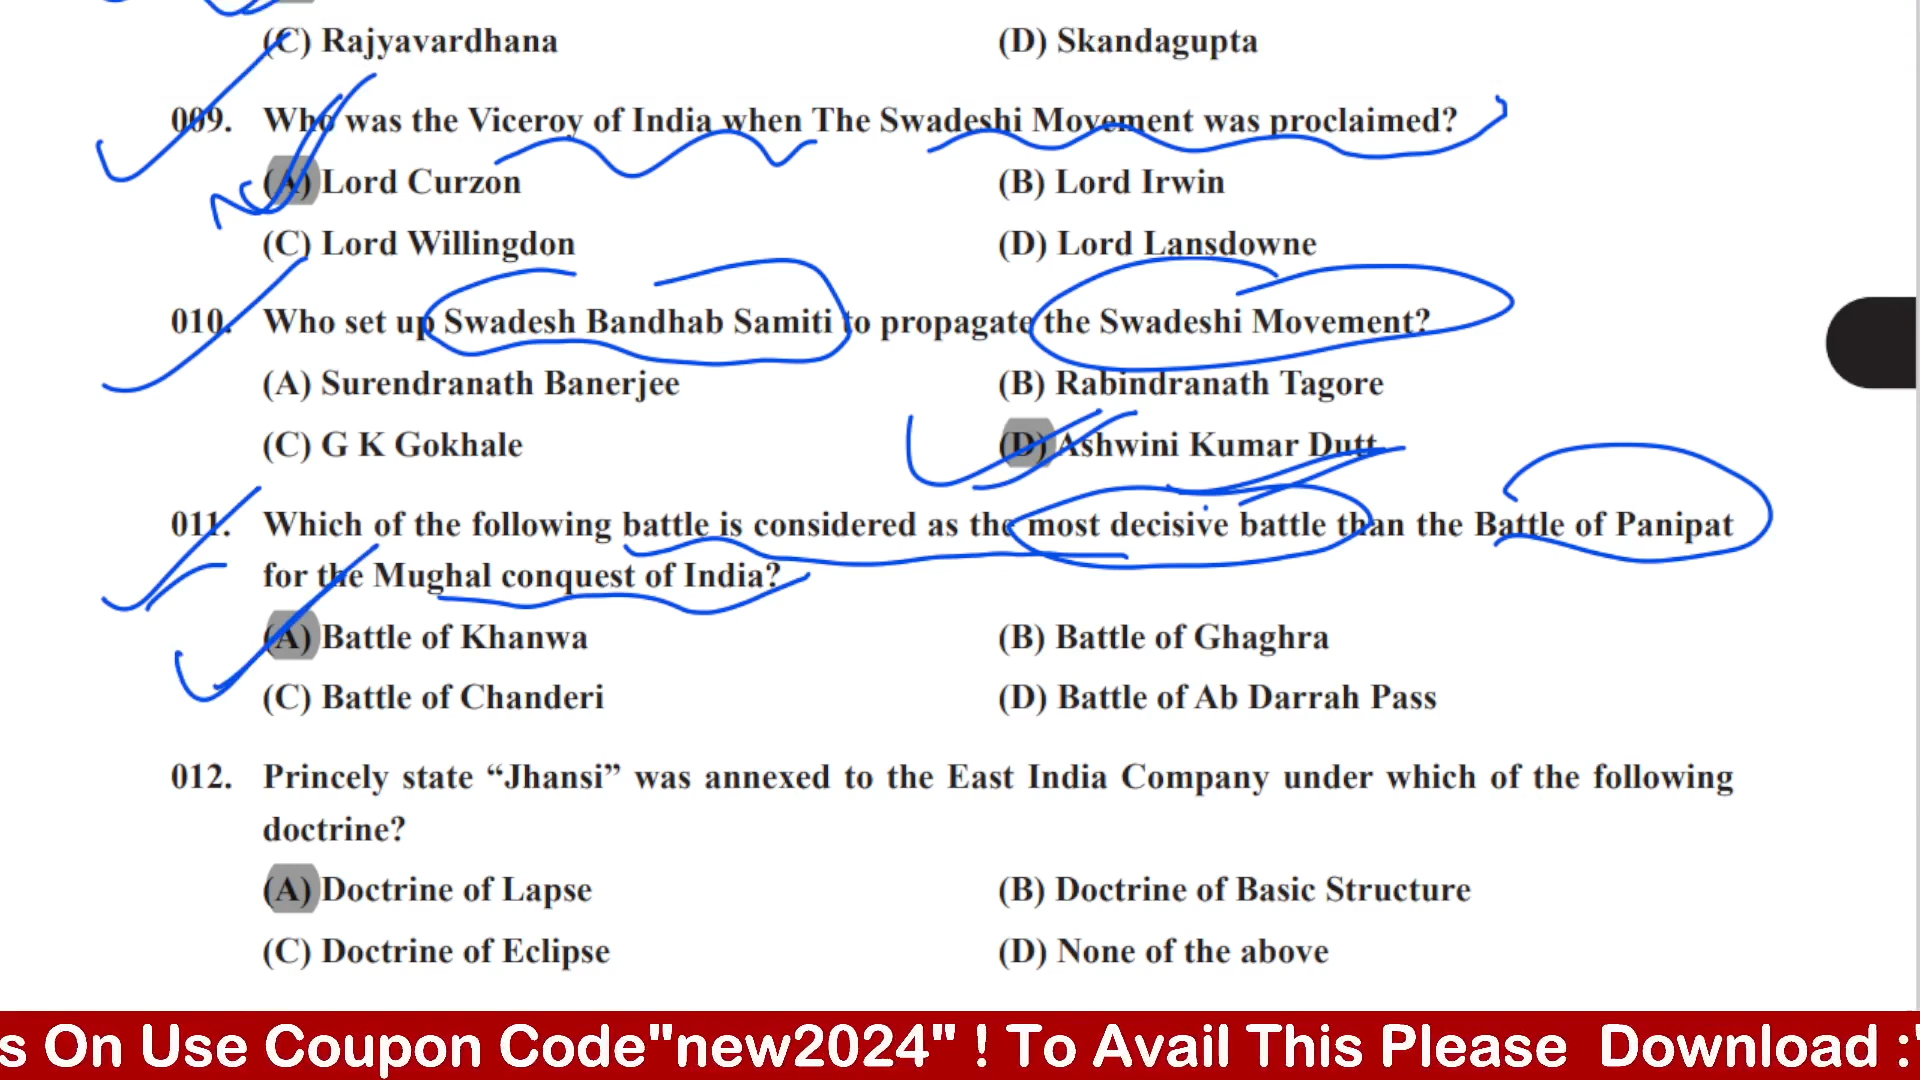 (C) Rajyavardhana (D) Skandagupta
009. Who was the Viceroy of India when The Swadeshi Movement was proclaimed?
(A) Lord Curzon (B) Lord Irwin
(C) Lord Willingdon (D) Lord Lansdowne
010. Who set up Swadesh Bandhab Samiti to propagate the Swadeshi Movement?
(A) Surendranath Banerjee (B) Rabindranath Tagore
(C) G K Gokhale (D) Ashwini Kumar Dutt
011. Which of the following battle is considered as the most decisive battle than the Battle of Panipat
for the Mughal conquest of India?
(A) Battle of Khanwa (B) Battle of Ghaghra
(C) Battle of Chanderi (D) Battle of Ab Darrah Pass
012. Princely state “Jhansi” was annexed to the East India Company under which of the following
doctrine?
(A) Doctrine of Lapse (B) Doctrine of Basic Structure
(C) Doctrine of Eclipse (D) None of the above
s On Use Coupon Code"new2024" ! To Avail This Please Download :"